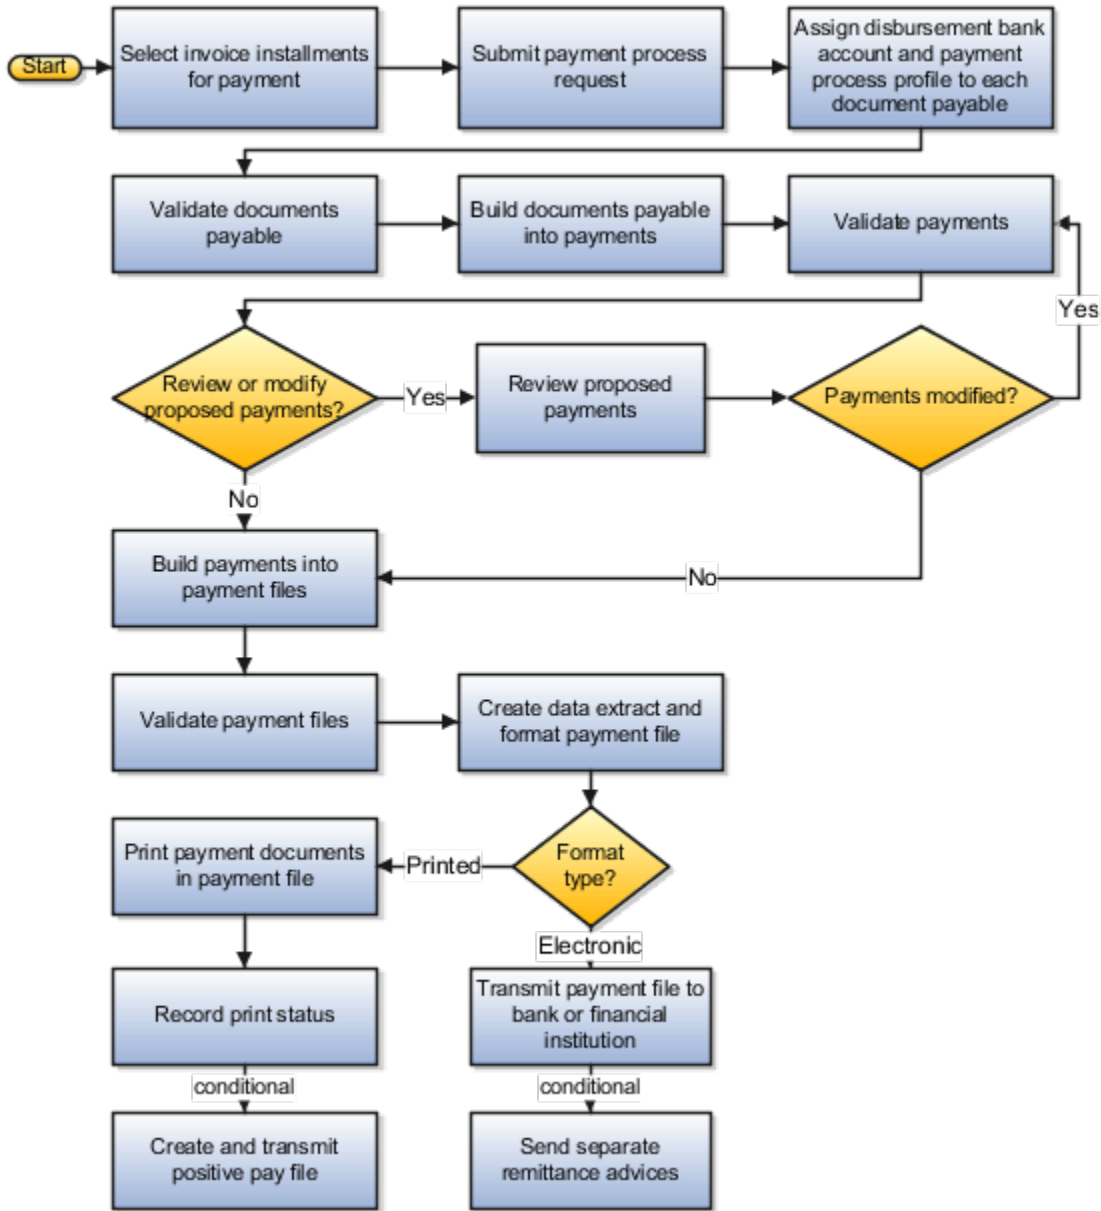 Start
Select invoice installments
for payment
Submit payment process
request
Assign disbursement bank
account and payment
process profile to each
document payable
Validate documents
payable
Build documents payable
into payments
Validate payments
Yes
Review or modify
proposed payments?
Yes
Review proposed
payments
Payments modified?
No
Build payments into
payment files
No
Validate payment files
Create data extract and
format payment file
Print payment documents
in payment file
Printed
Format
type?
Electronic
Record print status
Transmit payment file to
bank or financial
institution
conditional
conditional
Create and transmit
positive pay file
Send separate
remittance advices